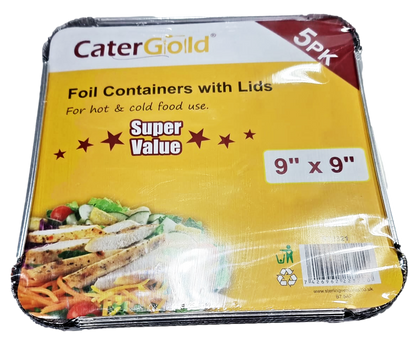 CaterGold®
5PK
Foil Containers with Lids
For hot & cold food use.
Super
Value
9" x 9"